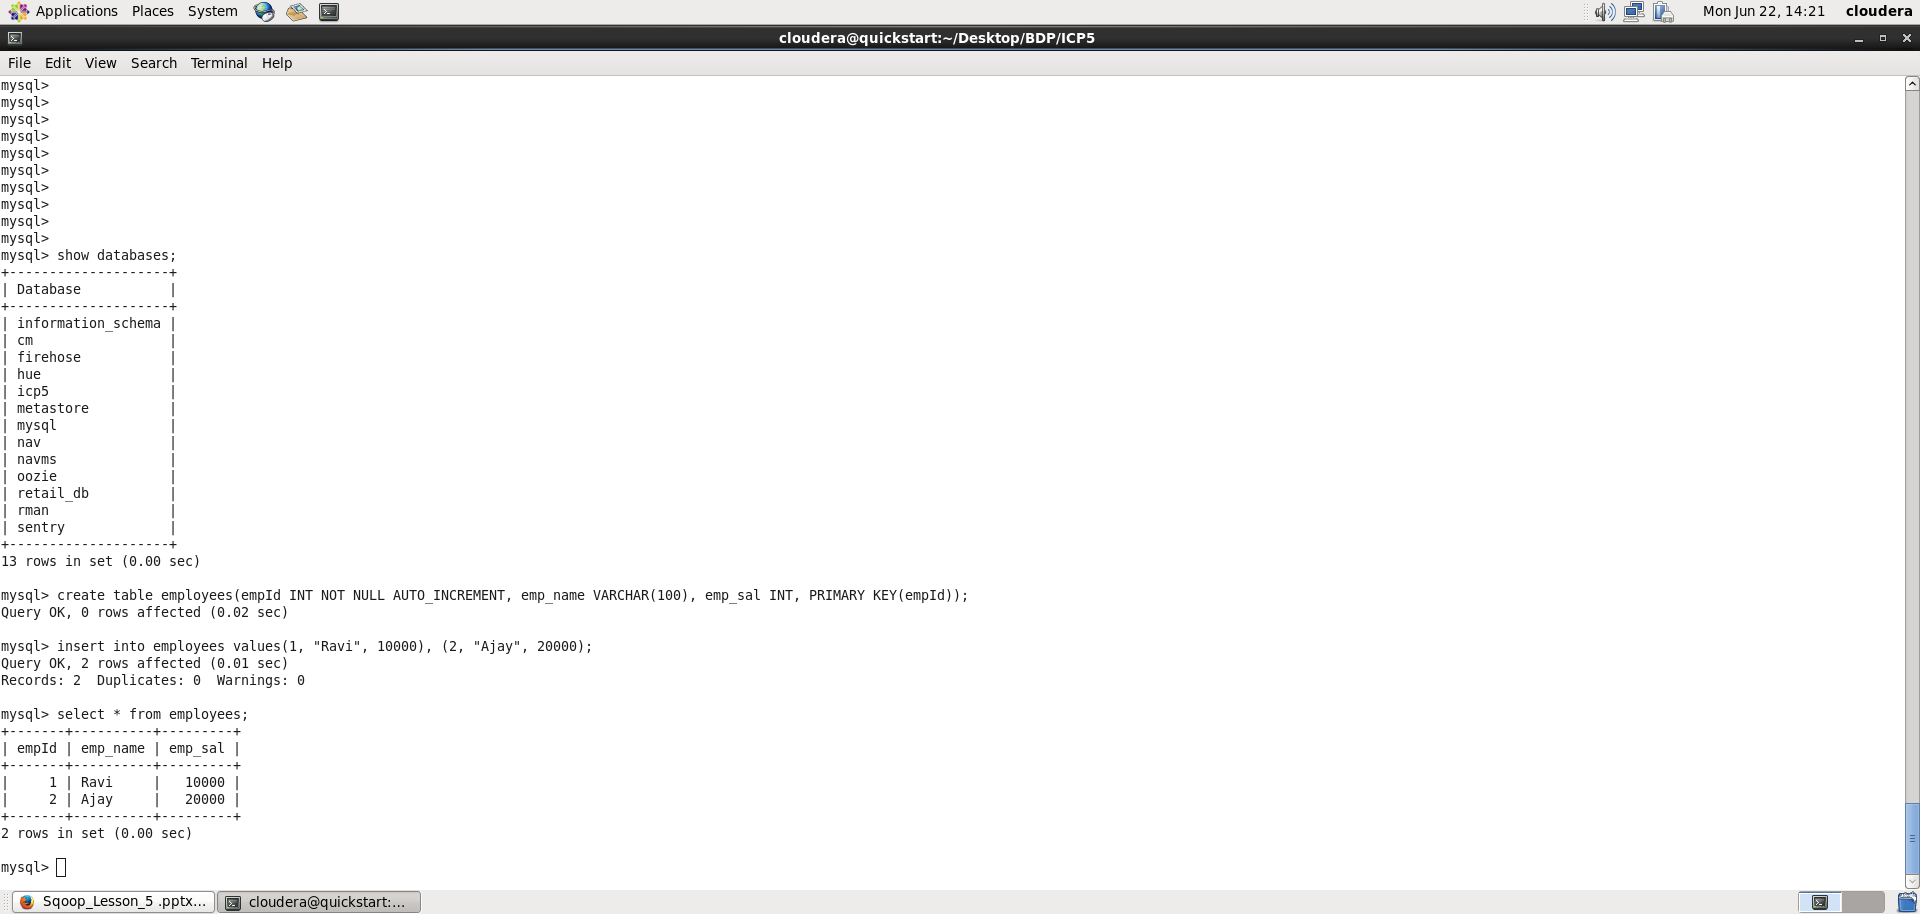 Applications Places System Mon Jun 22, 14:21 cloudera
cloudera@quickstart:~/Desktop/BDP/ICP5
File Edit View Search Terminal Help
mysql>
mysql>
mysql>
mysql>
mysql>
mysql>
mysql>
mysql>
mysql>
mysql>
mysql> show databases;
+--------------------+
| Database           |
+--------------------+
| information_schema |
| cm                 |
| firehose           |
| hue                |
| icp5               |
| metastore          |
| mysql              |
| nav                |
| navms              |
| oozie              |
| retail_db          |
| rman               |
| sentry             |
+--------------------+
13 rows in set (0.00 sec)
mysql> create table employees(empId INT NOT NULL AUTO_INCREMENT, emp_name VARCHAR(100), emp_sal INT, PRIMARY KEY(empId));
Query OK, 0 rows affected (0.02 sec)
mysql> insert into employees values(1, "Ravi", 10000), (2, "Ajay", 20000);
Query OK, 2 rows affected (0.01 sec)
Records: 2  Duplicates: 0  Warnings: 0
mysql> select * from employees;
+-------+----------+---------+
| empId | emp_name | emp_sal |
+-------+----------+---------+
|     1 | Ravi     |   10000 |
|     2 | Ajay     |   20000 |
+-------+----------+---------+
2 rows in set (0.00 sec)
mysql>
Sqoop_Lesson_5 .pptx... cloudera@quickstart:...